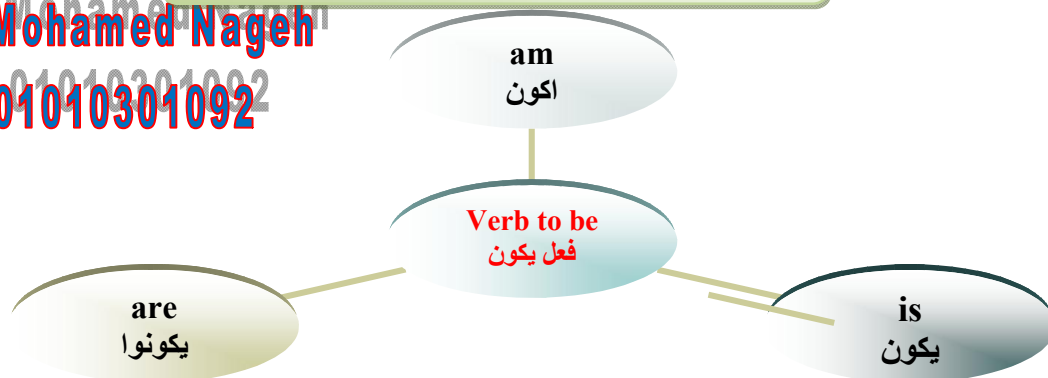 Mohamed Nageh
01010301092
am
اكون
Verb to be
فعل يكون
are
يكونوا
is
يكون